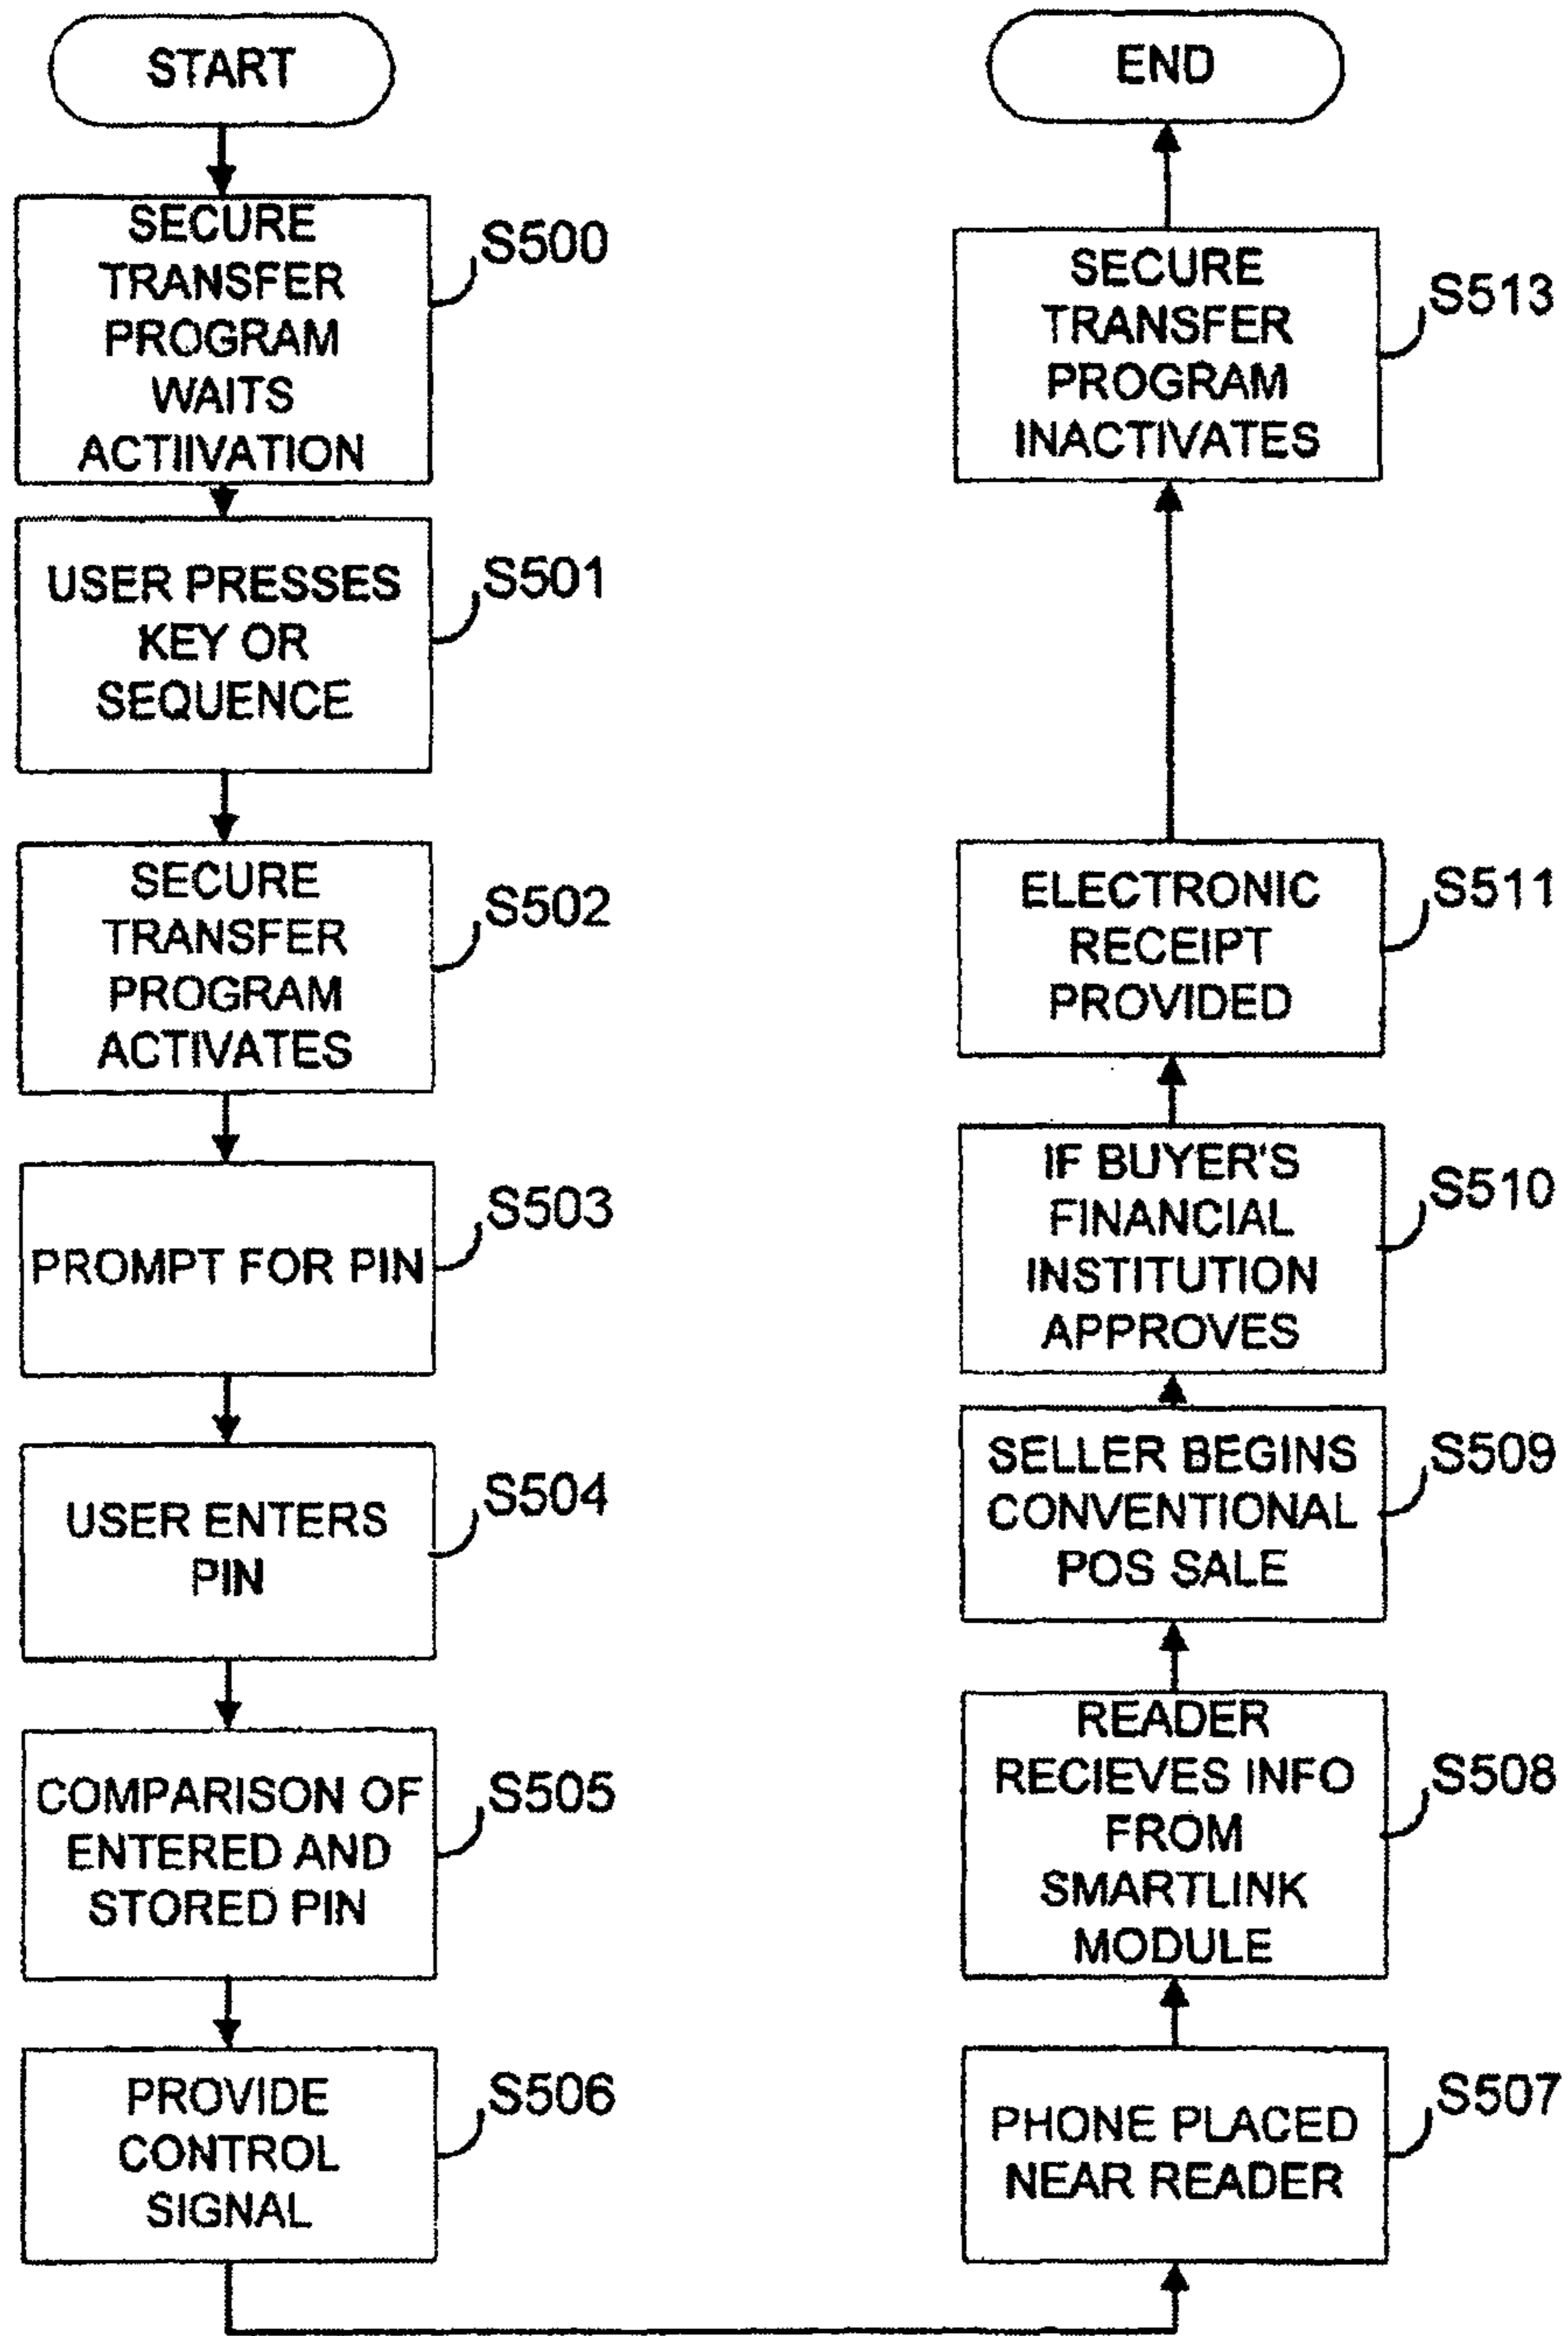 START
SECURE
TRANSFER
PROGRAM
WAITS
ACTIIVATION
S500
USER PRESSES
KEY OR
SEQUENCE
S501
SECURE
TRANSFER
PROGRAM
ACTIVATES
S502
PROMPT FOR PIN
S503
USER ENTERS
PIN
S504
COMPARISON OF
ENTERED AND
STORED PIN
S505
PROVIDE
CONTROL
SIGNAL
S506
PHONE PLACED
NEAR READER
S507
READER
RECIEVES INFO
FROM
SMARTLINK
MODULE
S508
SELLER BEGINS
CONVENTIONAL
POS SALE
S509
IF BUYER'S
FINANCIAL
INSTITUTION
APPROVES
S510
ELECTRONIC
RECEIPT
PROVIDED
S511
SECURE
TRANSFER
PROGRAM
INACTIVATES
S513
END